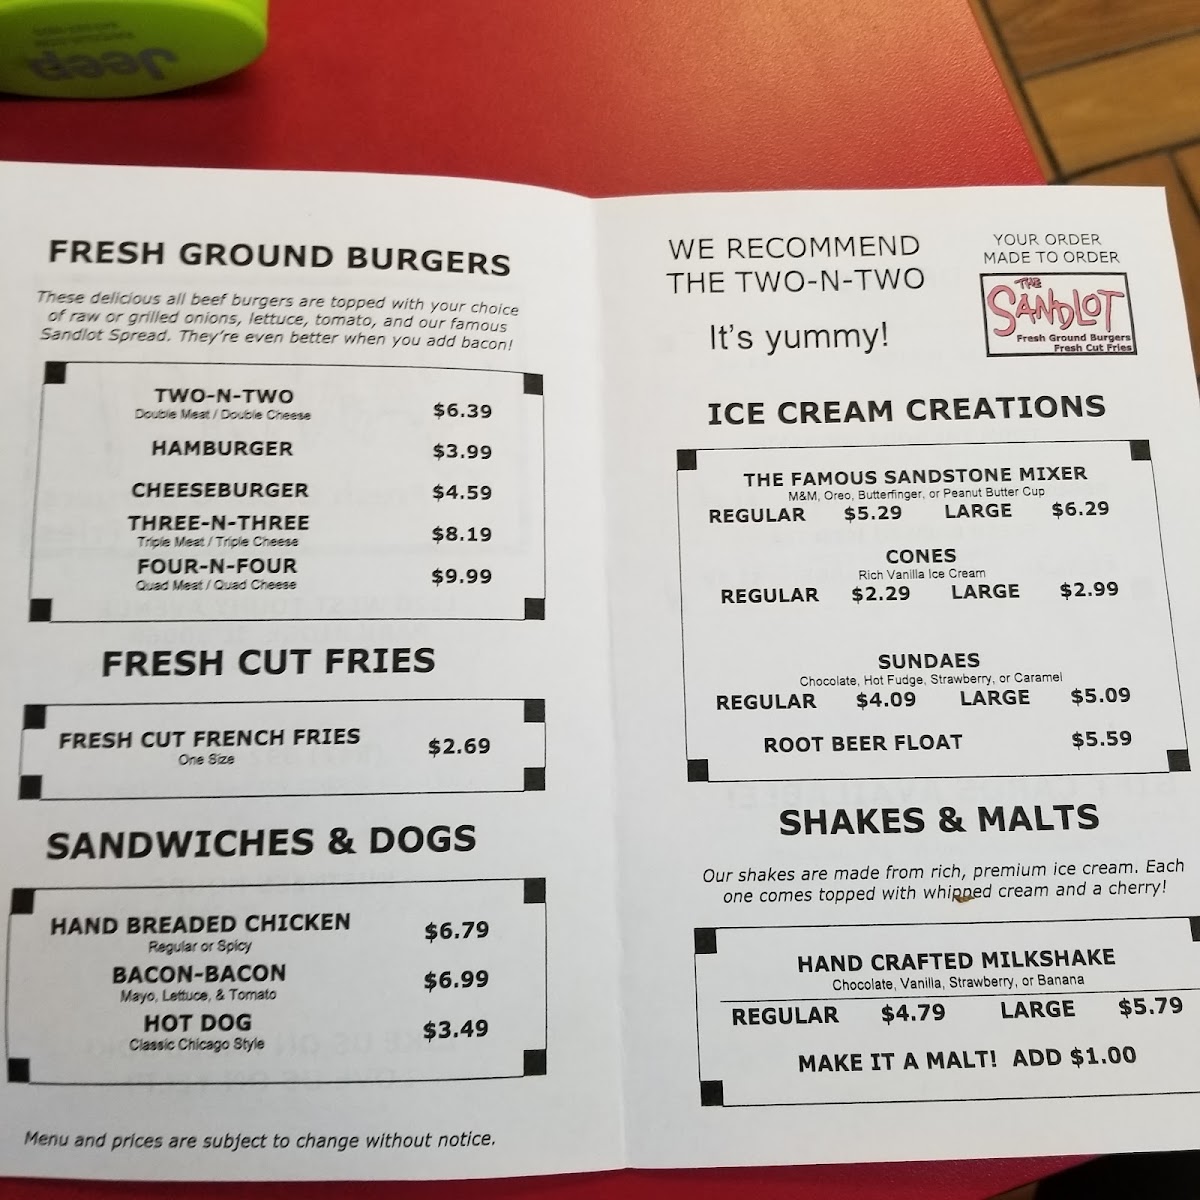 Jeep
FRESH GROUND BURGERS
These delicious all beef burgers are topped with your choice
of raw or grilled onions, lettuce, tomato, and our famous
Sandlot Spread. They're even better when you add bacon!
TWO-N-TWO $6.39
Double Meat / Double Cheese
HAMBURGER $3.99
CHEESEBURGER $4.59
THREE-N-THREE $8.19
Triple Meat / Triple Cheese
FOUR-N-FOUR $9.99
Quad Meat / Quad Cheese
FRESH CUT FRIES
FRESH CUT FRENCH FRIES $2.69
One Size
SANDWICHES & DOGS
HAND BREADED CHICKEN $6.79
Regular or Spicy
BACON-BACON $6.99
Mayo, Lettuce, & Tomato
HOT DOG $3.49
Classic Chicago Style
Menu and prices are subject to change without notice.
WE RECOMMEND
THE TWO-N-TWO
It's yummy!
YOUR ORDER
MADE TO ORDER
THE
SANDLOT
Fresh Ground Burgers
Fresh Cut Fries
ICE CREAM CREATIONS
THE FAMOUS SANDSTONE MIXER
M&M, Oreo, Butterfinger, or Peanut Butter Cup
REGULAR $5.29 LARGE $6.29
CONES
Rich Vanilla Ice Cream
REGULAR $2.29 LARGE $2.99
SUNDAES
Chocolate, Hot Fudge, Strawberry, or Caramel
REGULAR $4.09 LARGE $5.09
ROOT BEER FLOAT $5.59
SHAKES & MALTS
Our shakes are made from rich, premium ice cream. Each
one comes topped with whipped cream and a cherry!
HAND CRAFTED MILKSHAKE
Chocolate, Vanilla, Strawberry, or Banana
REGULAR $4.79 LARGE $5.79
MAKE IT A MALT! ADD $1.00